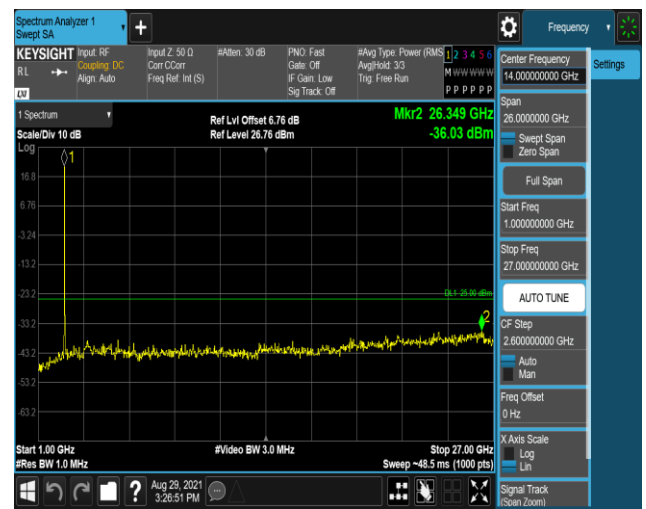 Spectrum Analyzer 1
Swept SA
Frequency
KEYSIGHT
RL
Input: RF
Coupling: DC
Align: Auto
Input Z: 50 Ω
Corr CCorr
Freq Ref: Int (S)
#Atten: 30 dB
PNO: Fast
Gate: Off
IF Gain: Low
Sig Track: Off
#Avg Type: Power (RMS
Avg|Hold: 3/3
Trig: Free Run
1 2 3 4 5 6
M W W W W W
P P P P P P
1 Spectrum
Scale/Div 10 dB
Log
Ref Lvl Offset 6.76 dB
Ref Level 26.76 dBm
Mkr2 26.349 GHz
-36.03 dBm
1
16.8
6.76
-3.24
-13.2
-23.2
-33.2
-43.2
-53.2
-63.2
DL1 -25.00 dBm
2
Start 1.00 GHz
#Res BW 1.0 MHz
#Video BW 3.0 MHz
Stop 27.00 GHz
Sweep ~48.5 ms (1000 pts)
Aug 29, 2021
3:26:51 PM
Center Frequency
14.000000000 GHz
Settings
Span
26.0000000 GHz
Swept Span
Zero Span
Full Span
Start Freq
1.000000000 GHz
Stop Freq
27.000000000 GHz
AUTO TUNE
CF Step
2.600000000 GHz
Auto
Man
Freq Offset
0 Hz
X Axis Scale
Log
Lin
Signal Track
(Span Zoom)